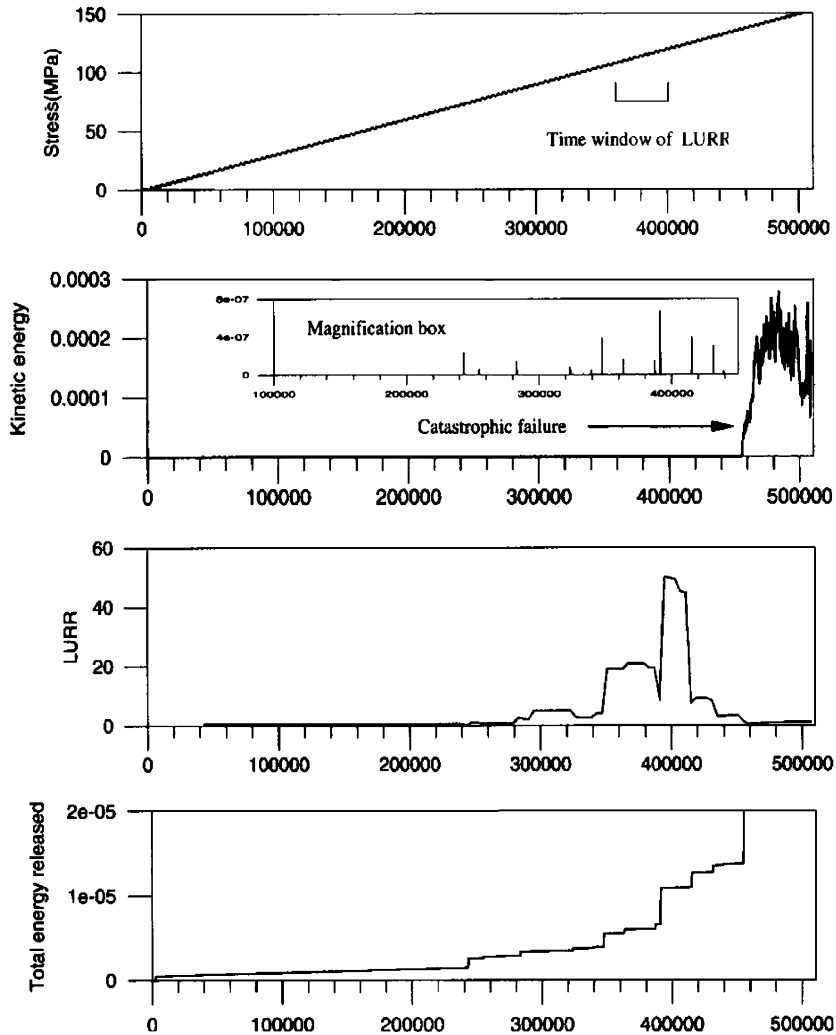 150
100
50
0
Stress(MPa)
Time window of LURR
0 100000 200000 300000 400000 500000
0.0003
0.0002
0.0001
0
Kinetic energy
8e-07
4e-07
0
Magnification box
100000 200000 300000 400000
Catastrophic failure
0 100000 200000 300000 400000 500000
60
40
20
0
LURR
0 100000 200000 300000 400000 500000
2e-05
1e-05
0
Total energy released
0 100000 200000 300000 400000 500000